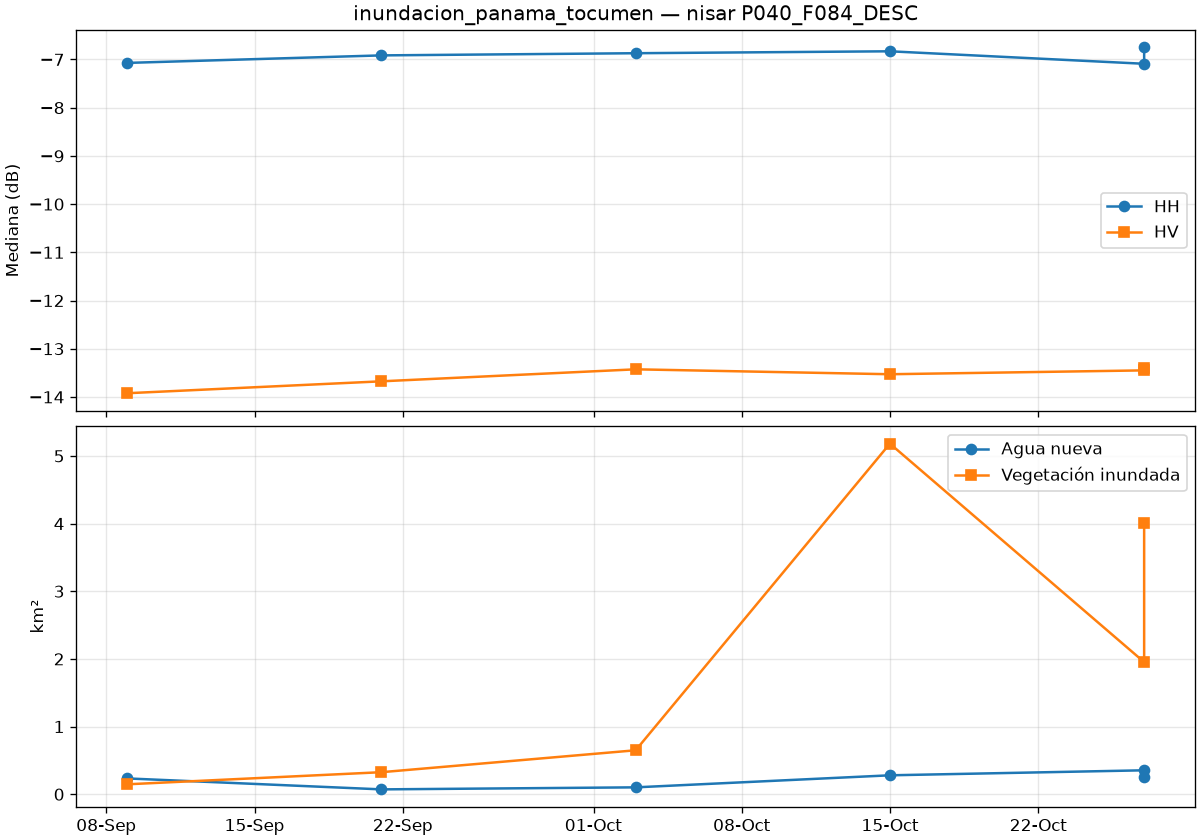 inundacion_panama_tocumen — nisar P040_F084_DESC
Mediana (dB)
−7
−8
−9
−10
−11
−12
−13
−14
HH
HV
km²
5
4
3
2
1
0
Agua nueva
Vegetación inundada
08-Sep
15-Sep
22-Sep
01-Oct
08-Oct
15-Oct
22-Oct